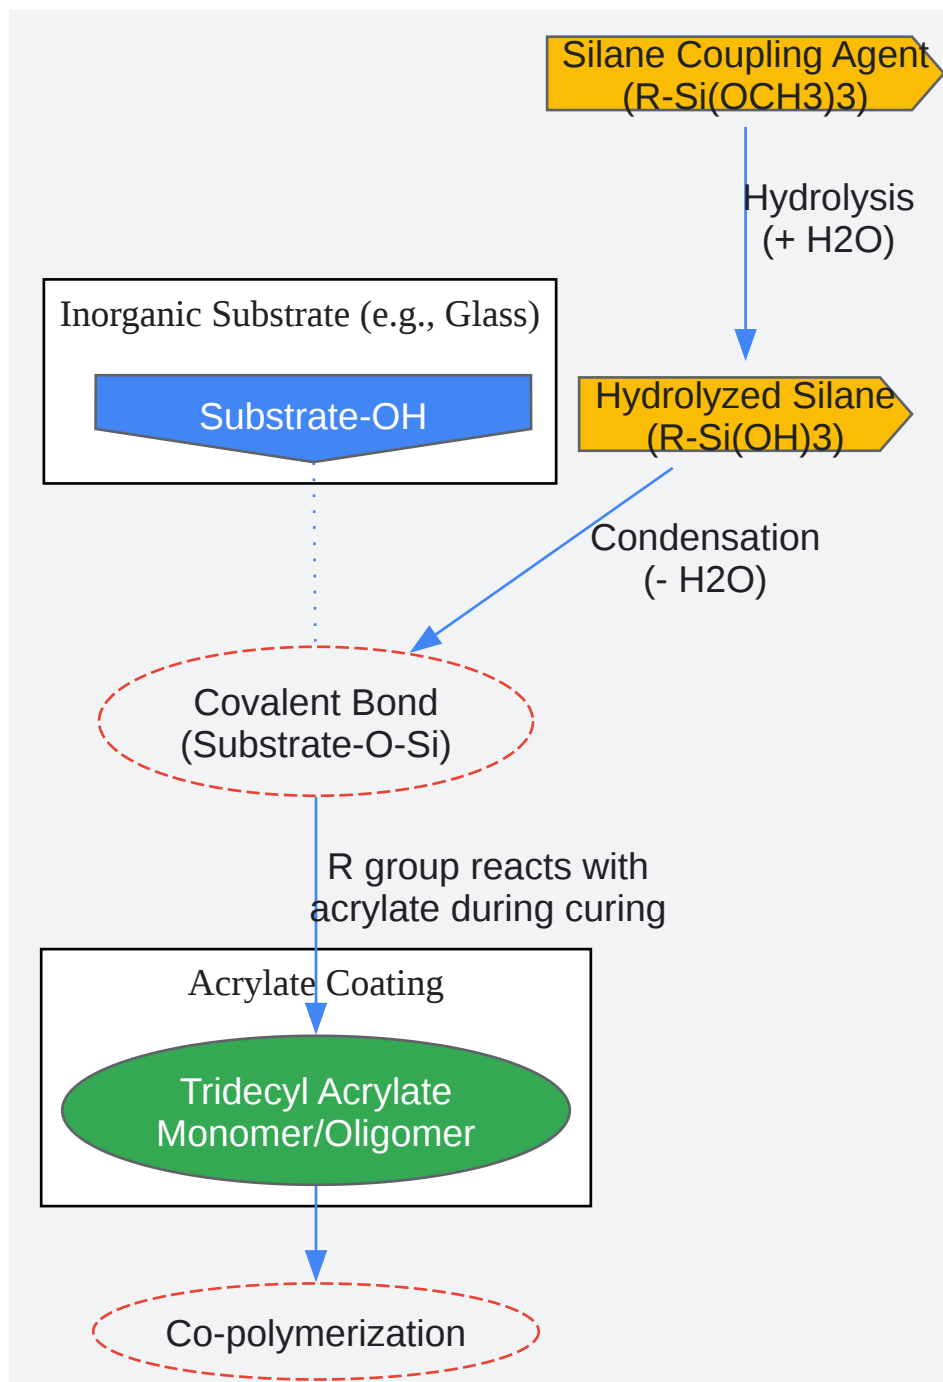 Silane Coupling Agent
(R-Si(OCH3)3)
Hydrolysis
(+ H2O)
Inorganic Substrate (e.g., Glass)
Substrate-OH
Hydrolyzed Silane
(R-Si(OH)3)
Condensation
(- H2O)
Covalent Bond
(Substrate-O-Si)
R group reacts with
acrylate during curing
Acrylate Coating
Tridecyl Acrylate
Monomer/Oligomer
Co-polymerization